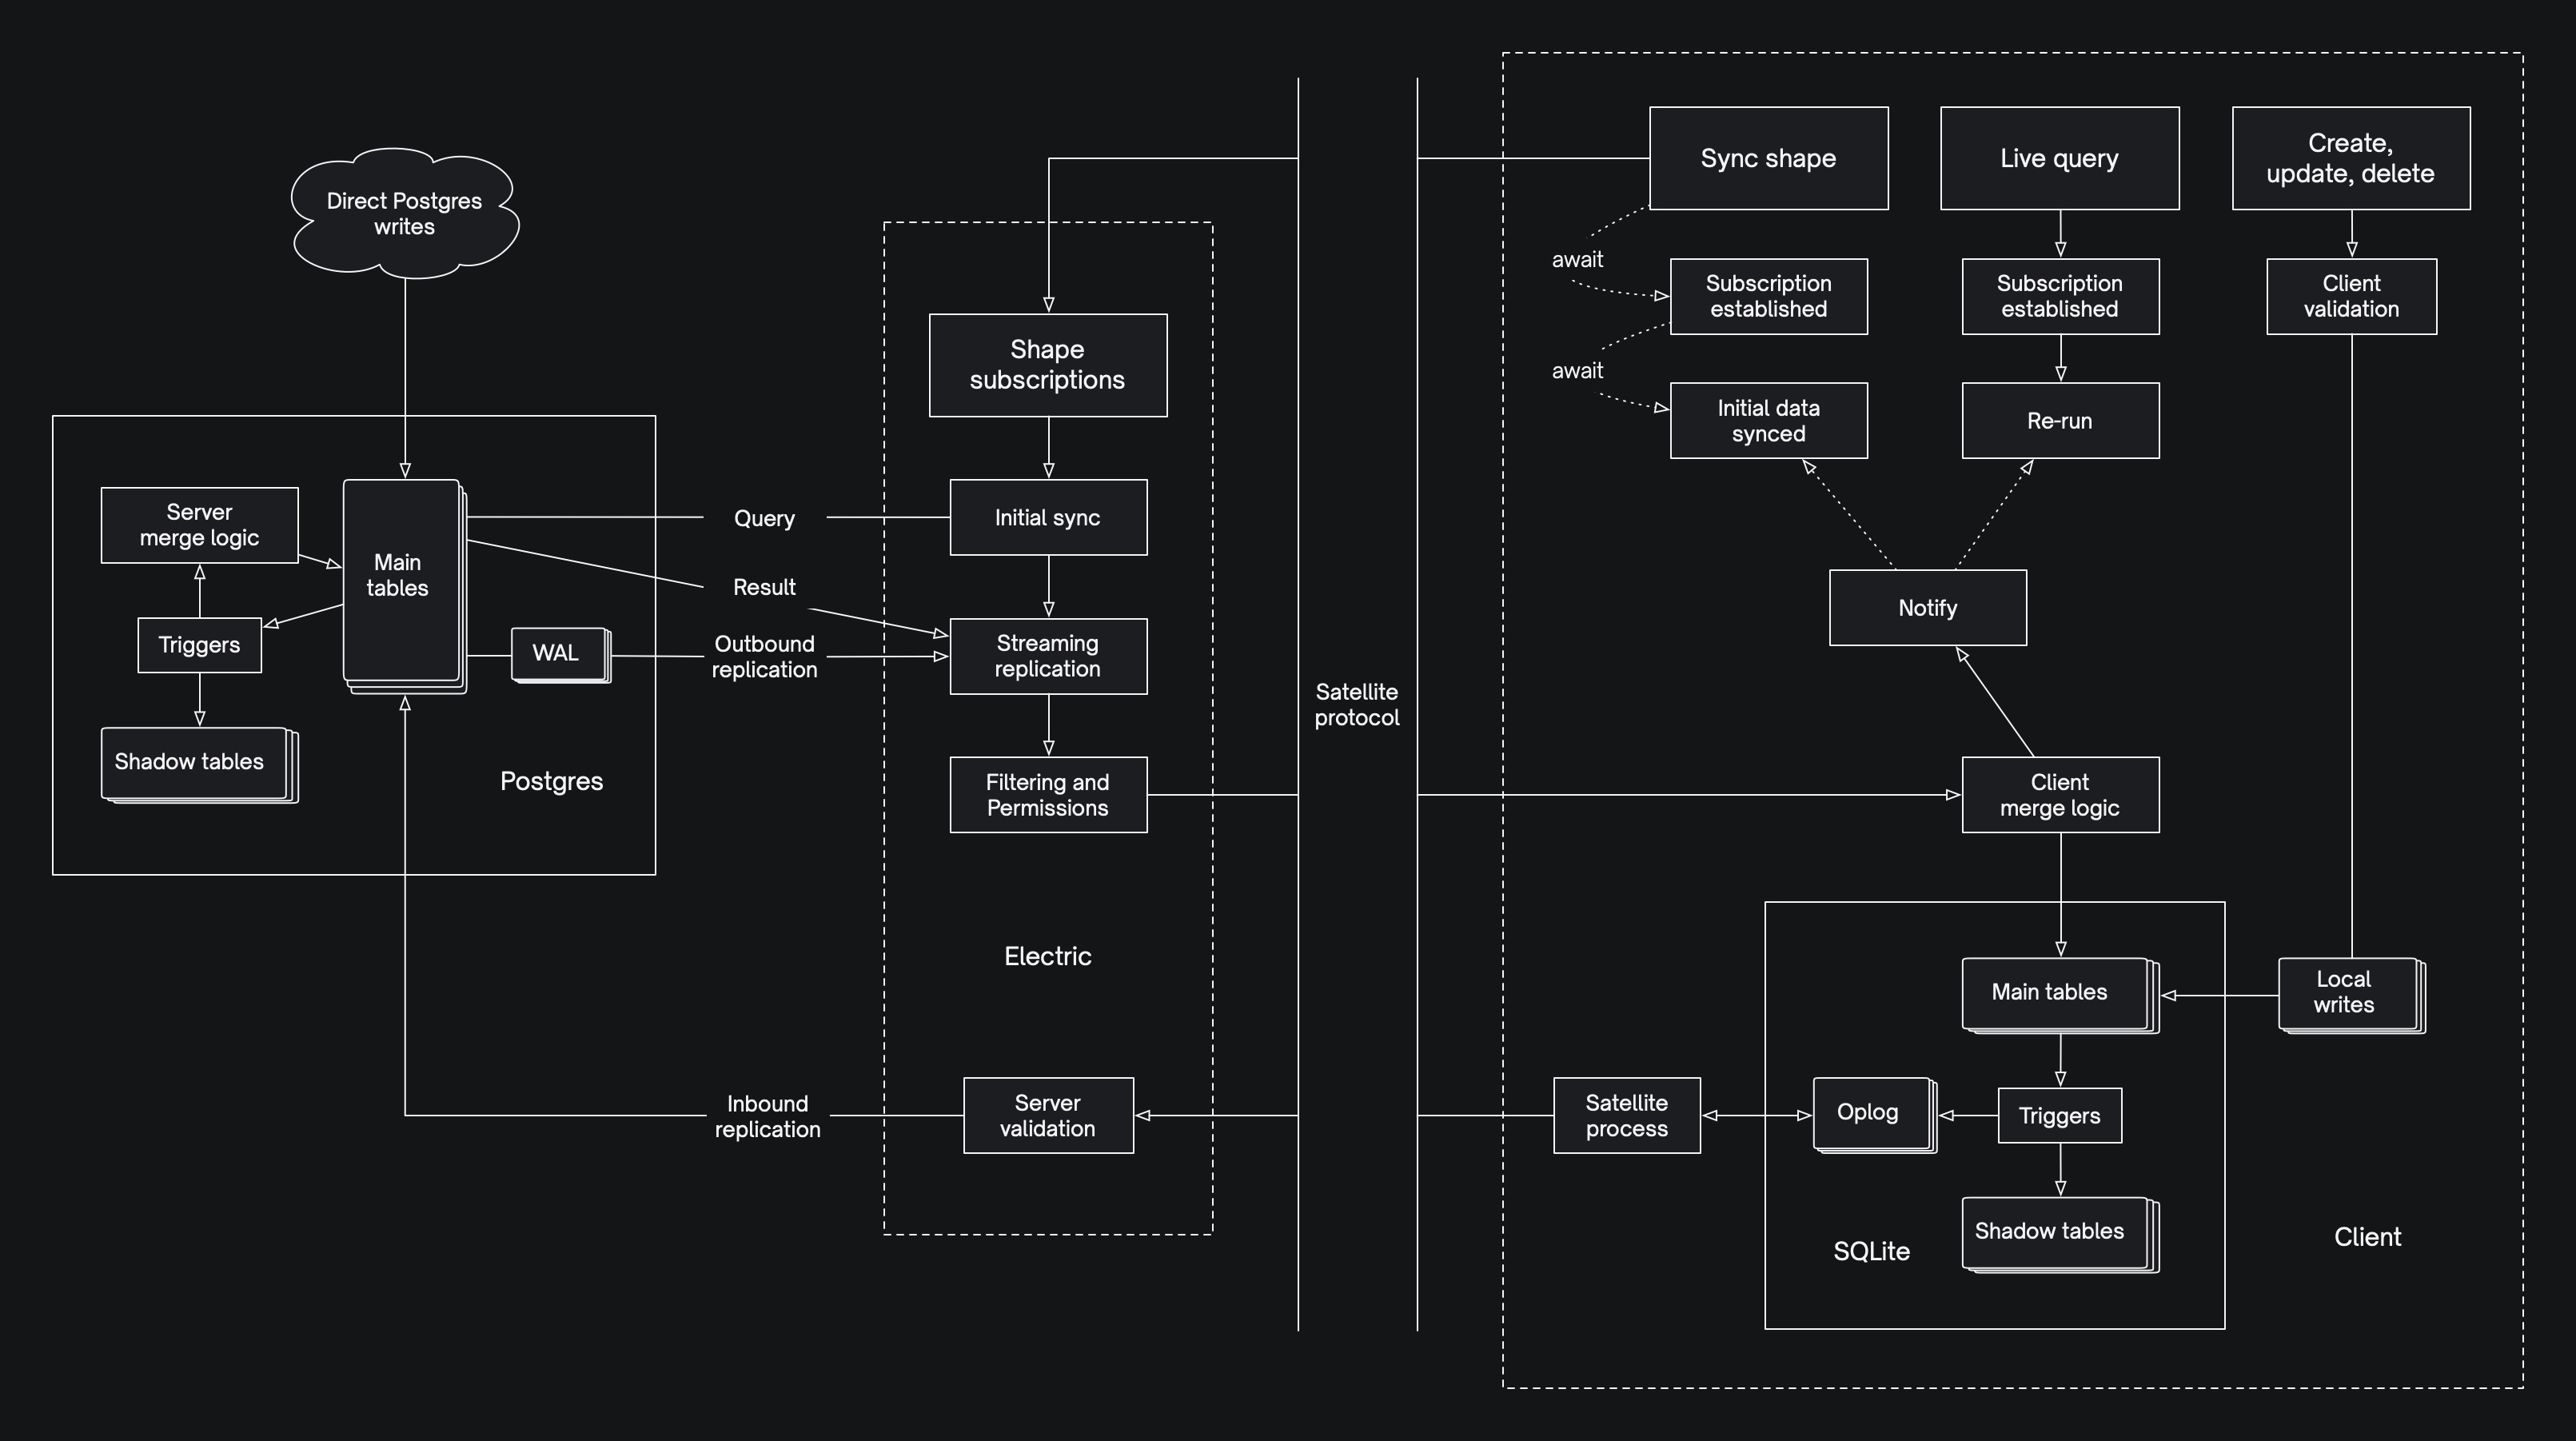 Direct Postgres
writes
Server
merge logic
Main
tables
Triggers
WAL
Shadow tables
Postgres
Query
Result
Outbound
replication
Inbound
replication
Shape
subscriptions
Initial sync
Streaming
replication
Filtering and
Permissions
Electric
Server
validation
Satellite
protocol
Sync shape
Live query
Create,
update, delete
await
Subscription
established
Subscription
established
Client
validation
await
Initial data
synced
Re-run
Notify
Client
merge logic
Main tables
Local
writes
Satellite
process
Oplog
Triggers
Shadow tables
SQLite
Client